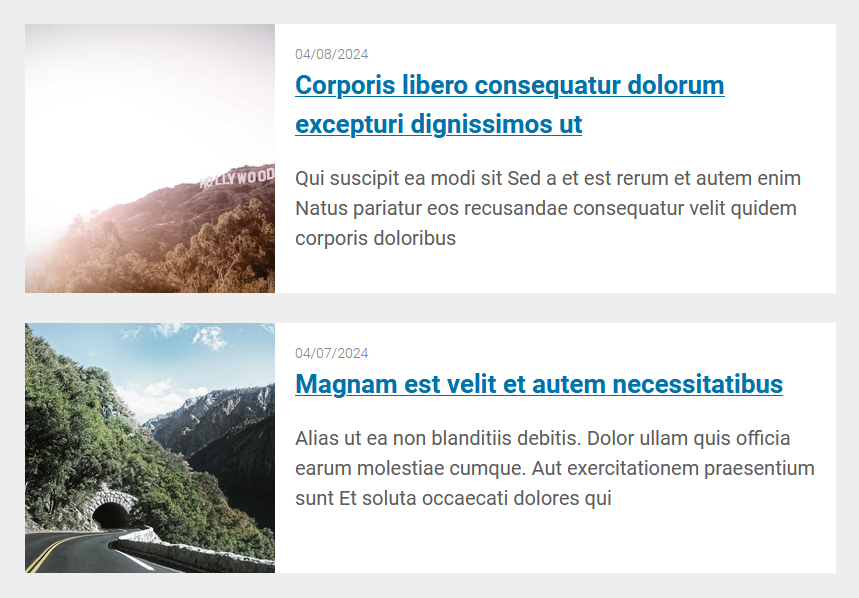 04/08/2024
Corporis libero consequatur dolorum
excepturi dignissimos ut
HOLLYWOOD
Qui suscipit ea modi sit Sed a et est rerum et autem enim
Natus pariatur eos recusandae consequatur velit quidem
corporis doloribus
04/07/2024
Magnam est velit et autem necessitatibus
Alias ut ea non blanditiis debitis. Dolor ullam quis officia
earum molestiae cumque. Aut exercitationem praesentium
sunt Et soluta occaecati dolores qui